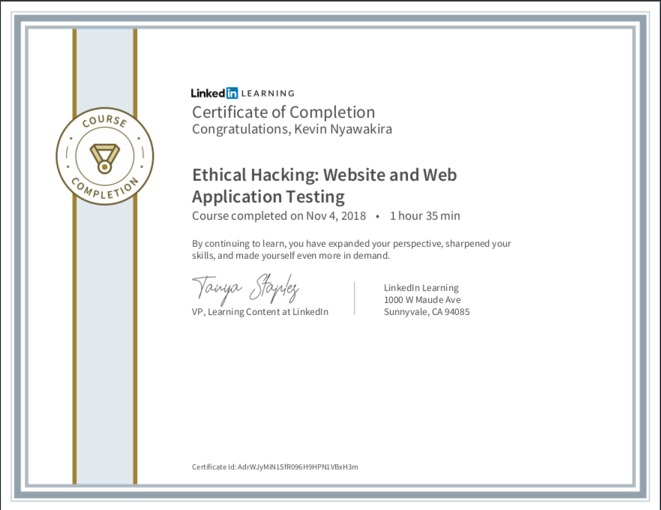 LinkedIn LEARNING
Certificate of Completion
Congratulations, Kevin Nyawakira
COURSE
COMPLETION
Ethical Hacking: Website and Web
Application Testing
Course completed on Nov 4, 2018 • 1 hour 35 min
By continuing to learn, you have expanded your perspective, sharpened your
skills, and made yourself even more in demand.
Tanya Staples
VP, Learning Content at LinkedIn
LinkedIn Learning
1000 W Maude Ave
Sunnyvale, CA 94085
Certificate Id: AdrWJyMiN1SfR096H9HPN1VBxH3m